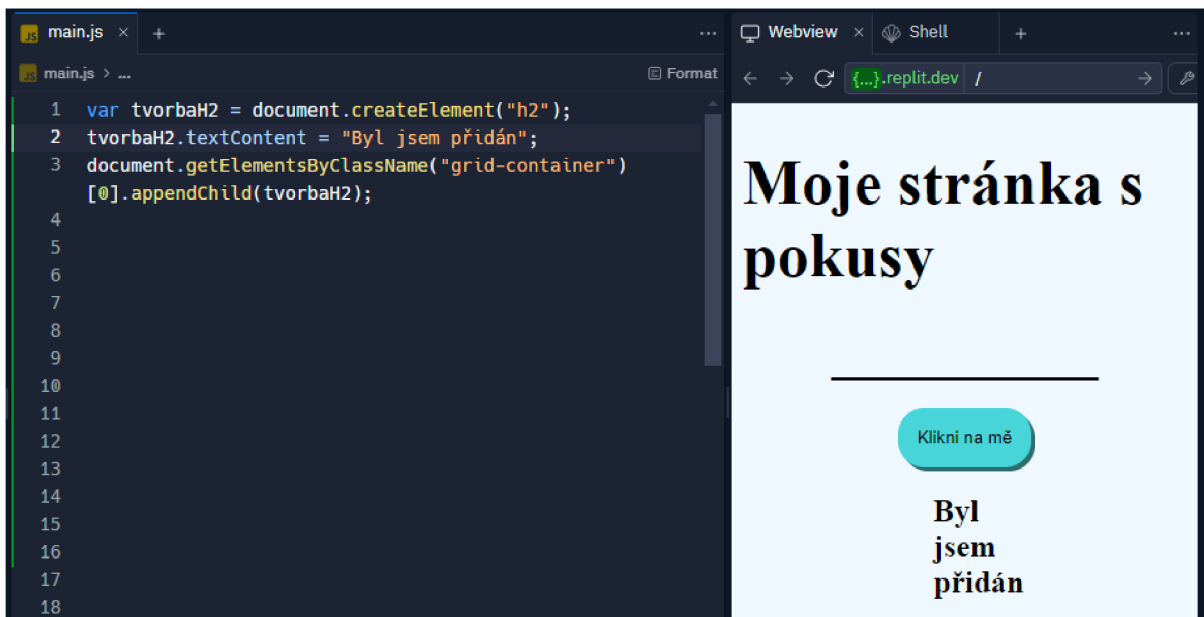 JS main.js × +
JS main.js > ...
Format
1 var tvorbaH2 = document.createElement("h2");
2 tvorbaH2.textContent = "Byl jsem přidán";
3 document.getElementsByClassName("grid-container")
[0].appendChild(tvorbaH2);
4
5
6
7
8
9
10
11
12
13
14
15
16
17
18
Webview × Shell +
{...}.replit.dev /
Moje stránka s
pokusy
Klikni na mě
Byl
jsem
přidán